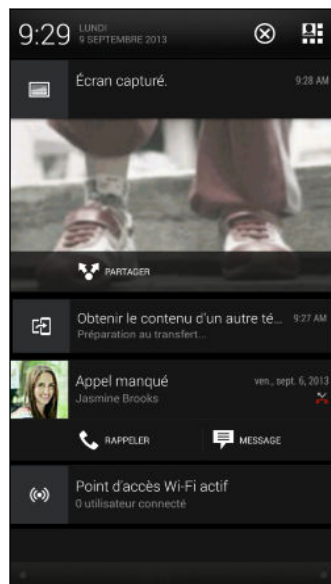 9:29
LUNDI
9 SEPTEMBRE 2013
Écran capturé.
9:28 AM
PARTAGER
Obtenir le contenu d'un autre té... 9:27 AM
Préparation au transfert...
Appel manqué
ven., sept. 6, 2013
Jasmine Brooks
RAPPELER
MESSAGE
Point d'accès Wi-Fi actif
0 utilisateur connecté